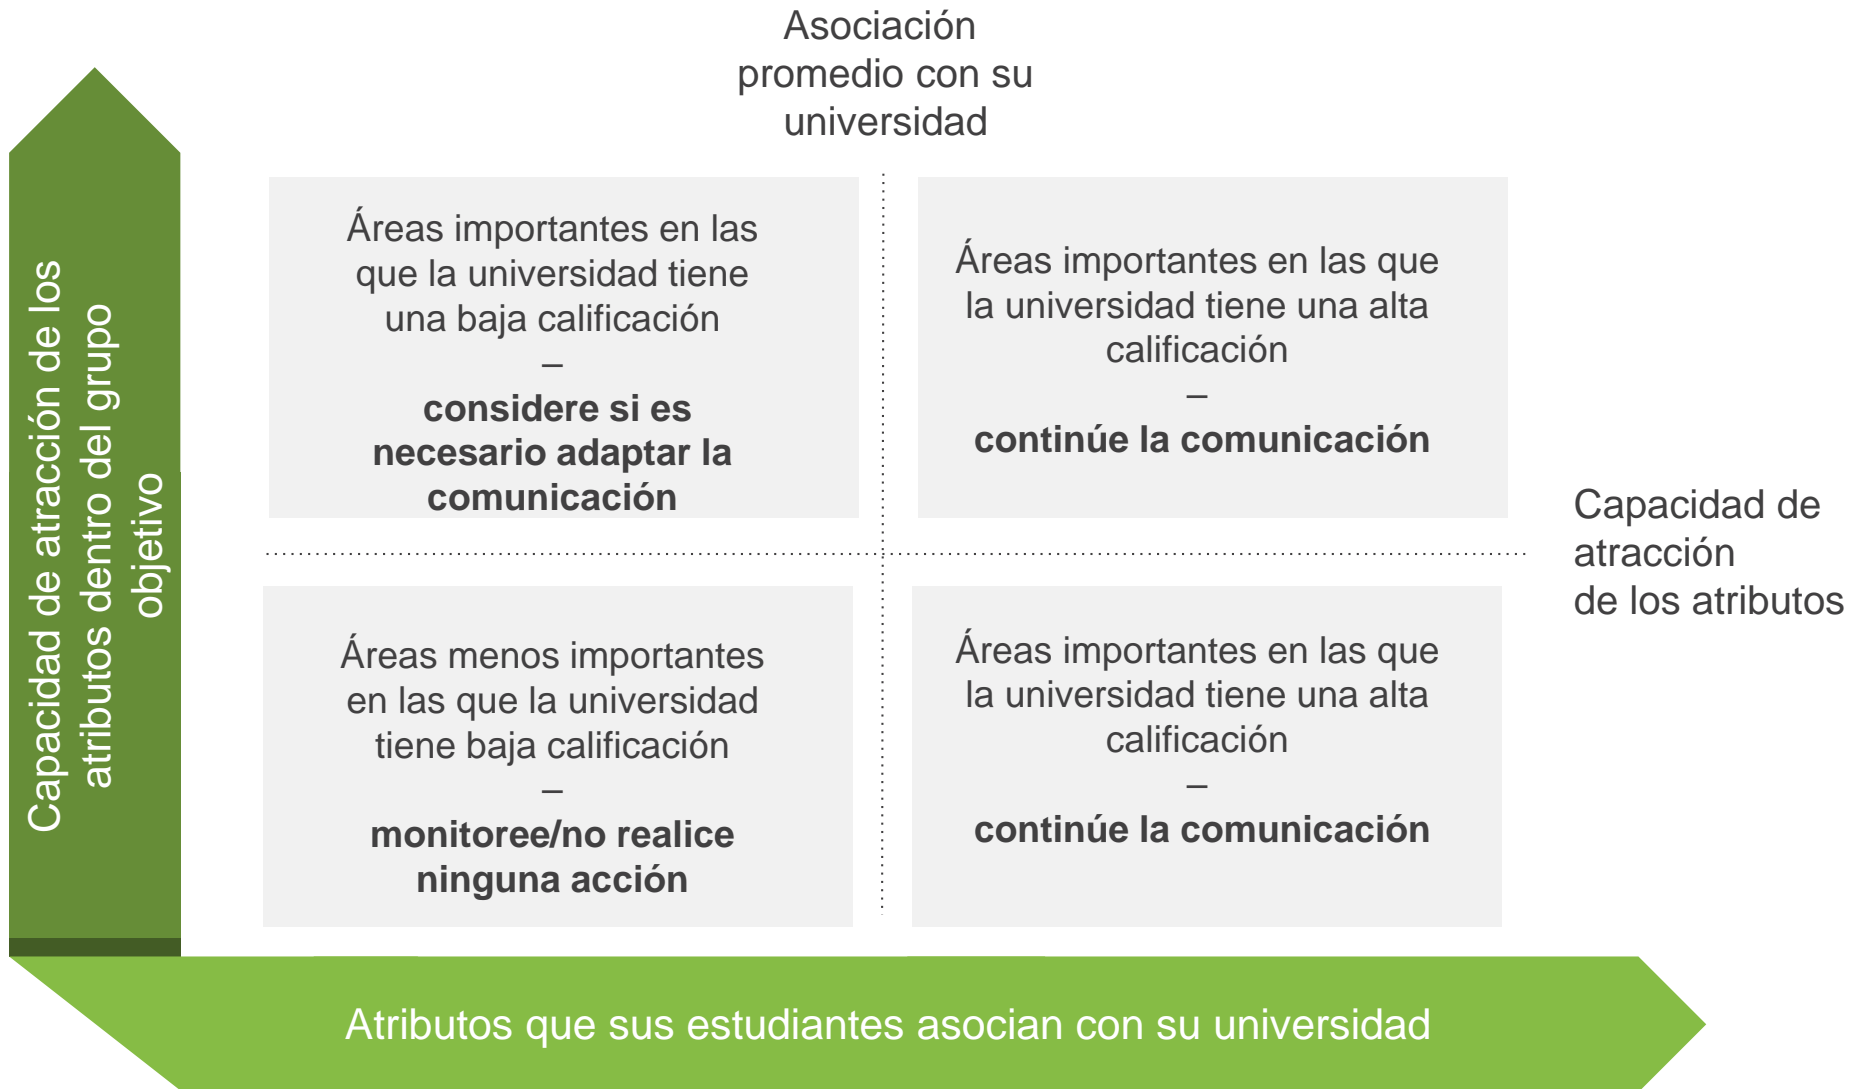 Asociación
promedio con su
universidad
Capacidad de atracción de los
atributos dentro del grupo
objetivo
Áreas importantes en las
que la universidad tiene
una baja calificación
–
considere si es
necesario adaptar la
comunicación
Áreas importantes en las que
la universidad tiene una alta
calificación
–
continúe la comunicación
Capacidad de
atracción
de los atributos
Áreas menos importantes
en las que la universidad
tiene baja calificación
–
monitoree/no realice
ninguna acción
Áreas importantes en las que
la universidad tiene una alta
calificación
–
continúe la comunicación
Atributos que sus estudiantes asocian con su universidad